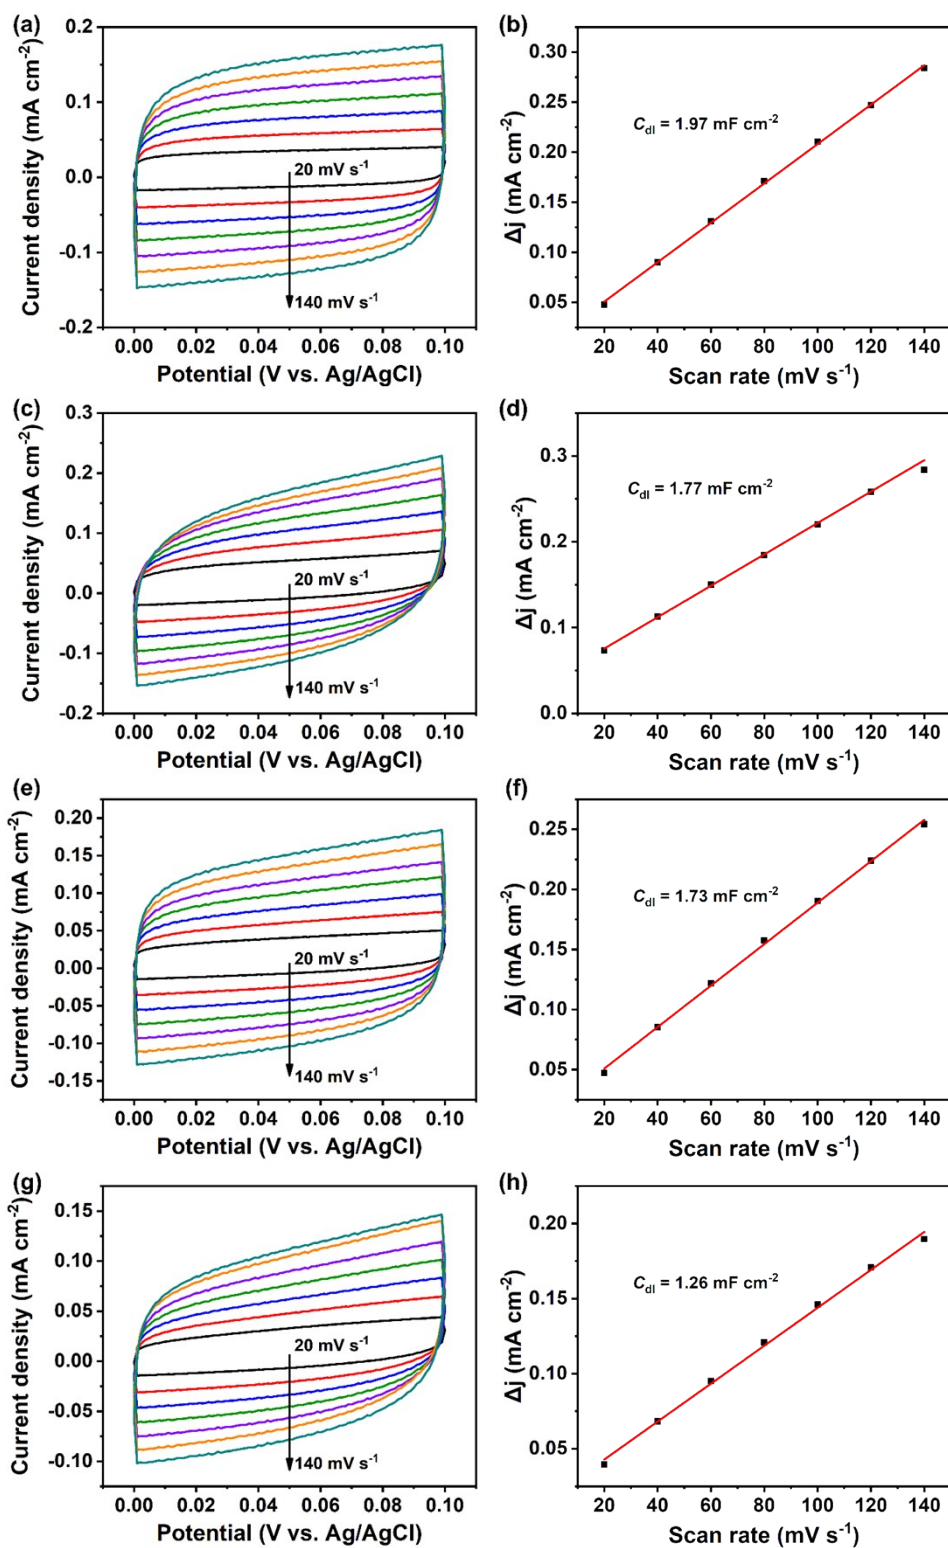 (a)
Current density (mA cm⁻²)
0.2
0.1
0.0
-0.1
-0.2
20 mV s⁻¹
140 mV s⁻¹
0.00 0.02 0.04 0.06 0.08 0.10
Potential (V vs. Ag/AgCl)
(b)
Δj (mA cm⁻²)
0.30
0.25
0.20
0.15
0.10
0.05
Cdl = 1.97 mF cm⁻²
20 40 60 80 100 120 140
Scan rate (mV s⁻¹)
(c)
Current density (mA cm⁻²)
0.3
0.2
0.1
0.0
-0.1
-0.2
20 mV s⁻¹
140 mV s⁻¹
0.00 0.02 0.04 0.06 0.08 0.10
Potential (V vs. Ag/AgCl)
(d)
Δj (mA cm⁻²)
0.3
0.2
0.1
0.0
Cdl = 1.77 mF cm⁻²
20 40 60 80 100 120 140
Scan rate (mV s⁻¹)
(e)
Current density (mA cm⁻²)
0.20
0.15
0.10
0.05
0.00
-0.05
-0.10
-0.15
20 mV s⁻¹
140 mV s⁻¹
0.00 0.02 0.04 0.06 0.08 0.10
Potential (V vs. Ag/AgCl)
(f)
Δj (mA cm⁻²)
0.25
0.20
0.15
0.10
0.05
Cdl = 1.73 mF cm⁻²
20 40 60 80 100 120 140
Scan rate (mV s⁻¹)
(g)
Current density (mA cm⁻²)
0.15
0.10
0.05
0.00
-0.05
-0.10
20 mV s⁻¹
140 mV s⁻¹
0.00 0.02 0.04 0.06 0.08 0.10
Potential (V vs. Ag/AgCl)
(h)
Δj (mA cm⁻²)
0.20
0.15
0.10
0.05
Cdl = 1.26 mF cm⁻²
20 40 60 80 100 120 140
Scan rate (mV s⁻¹)